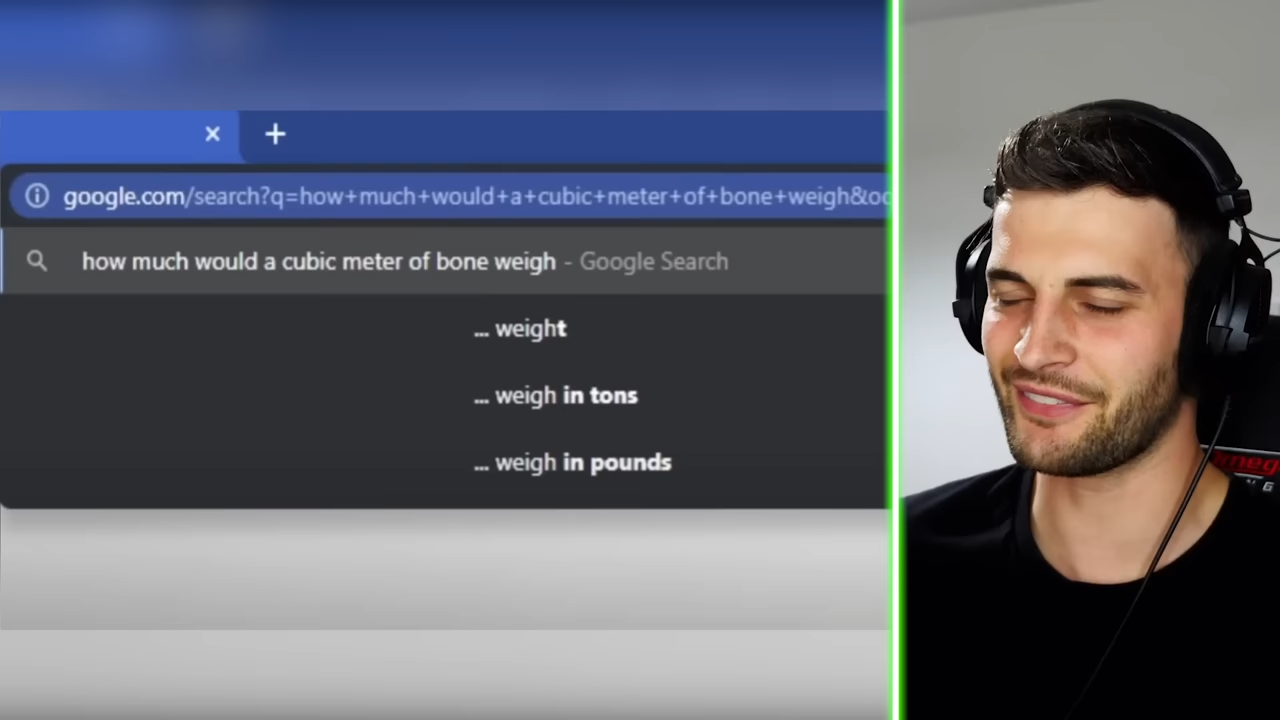 × +
google.com/search?q=how+much+would+a+cubic+meter+of+bone+weigh&oq
how much would a cubic meter of bone weigh - Google Search
... weight
... weigh in tons
... weigh in pounds